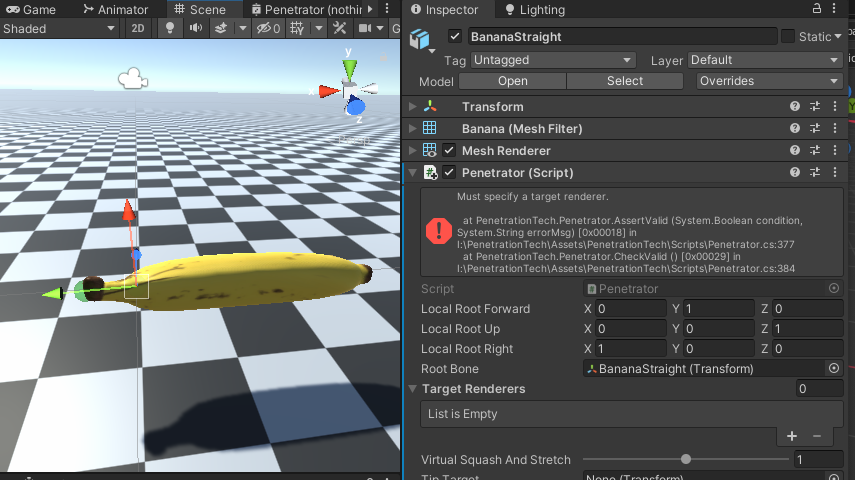 Game Animator Scene Penetrator (nothin
Inspector Lighting
Shaded 2D 0 G
BananaStraight Static
Tag Untagged Layer Default
Model Open Select Overrides
Transform
Banana (Mesh Filter)
Mesh Renderer
Penetrator (Script)
Must specify a target renderer.
at PenetrationTech.Penetrator.AssertValid (System.Boolean condition,
System.String errorMsg) [0x00018] in
I:\PenetrationTech\Assets\PenetrationTech\Scripts\Penetrator.cs:377
at PenetrationTech.Penetrator.CheckValid () [0x00029] in
I:\PenetrationTech\Assets\PenetrationTech\Scripts\Penetrator.cs:384
Script Penetrator
Local Root Forward X 0 Y 1 Z 0
Local Root Up X 0 Y 0 Z 1
Local Root Right X 1 Y 0 Z 0
Root Bone BananaStraight (Transform)
Target Renderers 0
List is Empty
+ −
Virtual Squash And Stretch 1
Tip Target None (Transform)
y
z